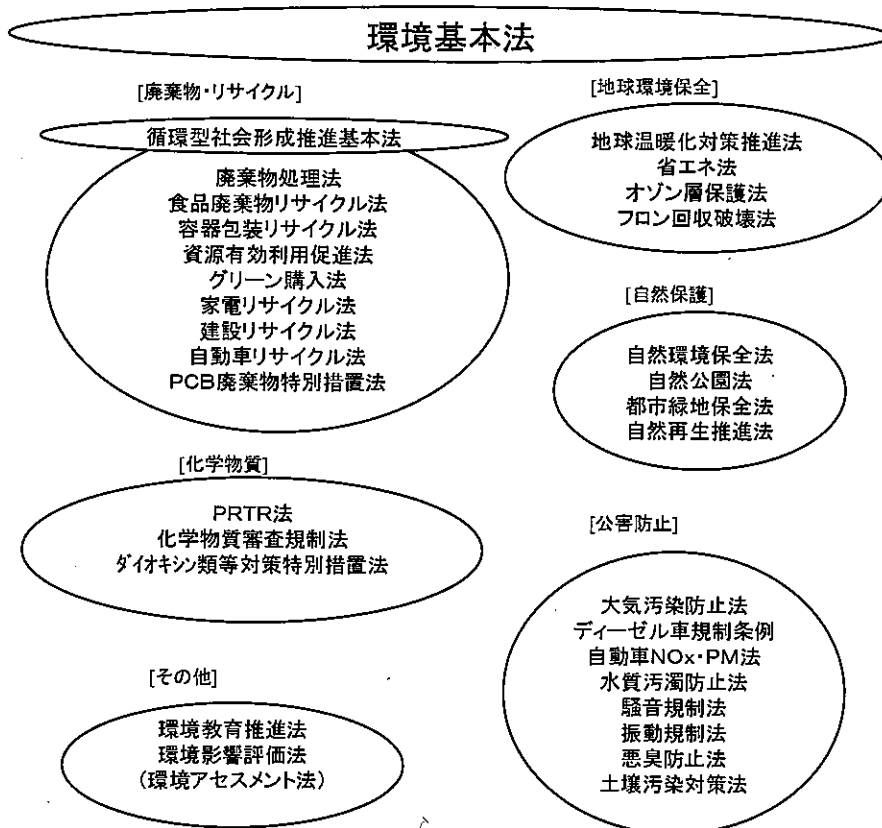 環境基本法
[廃棄物・リサイクル]
循環型社会形成推進基本法
廃棄物処理法
食品廃棄物リサイクル法
容器包装リサイクル法
資源有効利用促進法
グリーン購入法
家電リサイクル法
建設リサイクル法
自動車リサイクル法
PCB廃棄物特別措置法
[地球環境保全]
地球温暖化対策推進法
省エネ法
オゾン層保護法
フロン回収破壊法
[自然保護]
自然環境保全法
自然公園法
都市緑地保全法
自然再生推進法
[化学物質]
PRTR法
化学物質審査規制法
ダイオキシン類等対策特別措置法
[公害防止]
大気汚染防止法
ディーゼル車規制条例
自動車NOx・PM法
水質汚濁防止法
騒音規制法
振動規制法
悪臭防止法
土壌汚染対策法
[その他]
環境教育推進法
環境影響評価法
(環境アセスメント法)